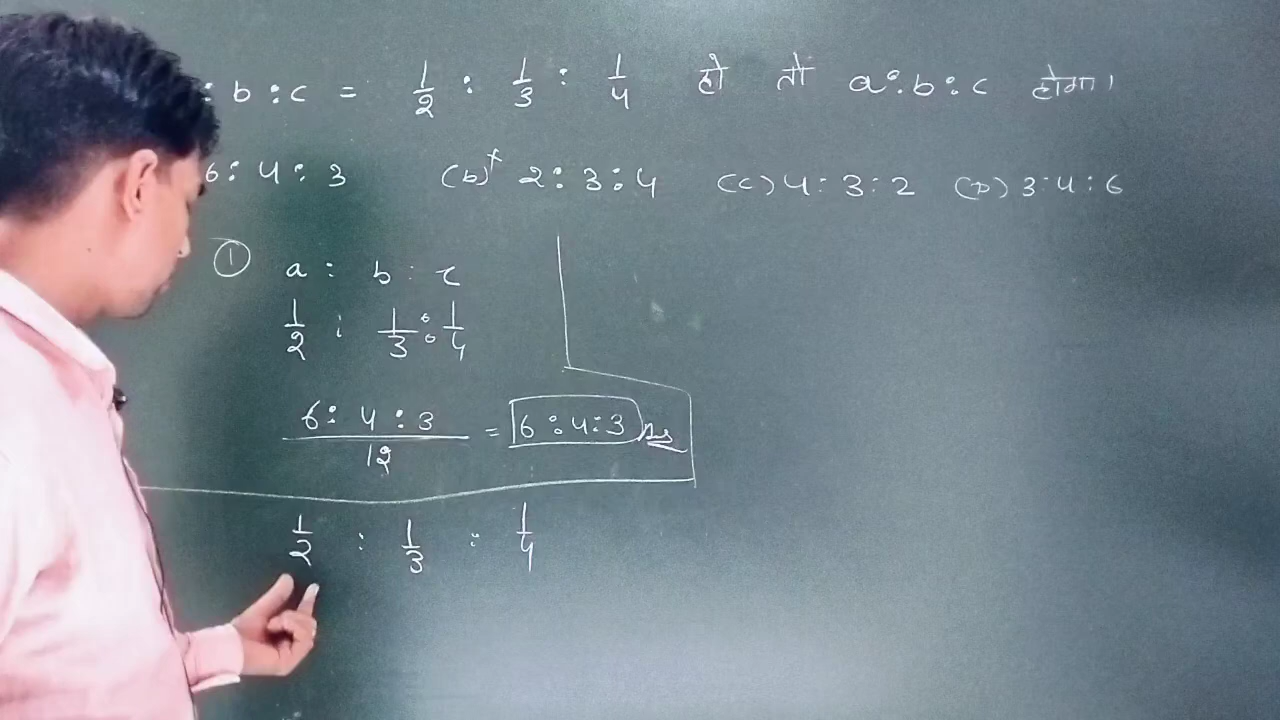 : b : c = 1/2 : 1/3 : 1/4 हो तो a : b : c होगा।
6 : 4 : 3 (b) 2 : 3 : 4 (c) 4 : 3 : 2 (D) 3 : 4 : 6
① a : b : c
1/2 : 1/3 : 1/4
6 : 4 : 3 / 12 = 6 : 4 : 3 Ans
1/2 : 1/3 : 1/4